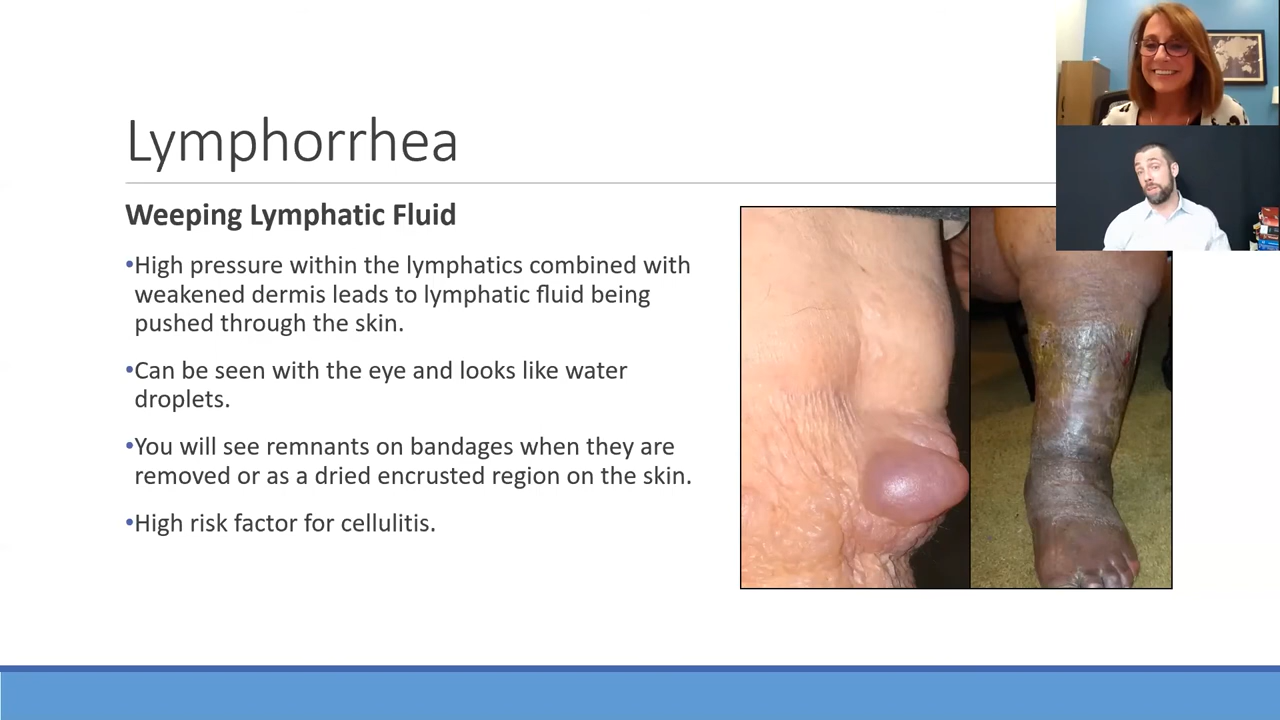 Lymphorrhea
Weeping Lymphatic Fluid
•High pressure within the lymphatics combined with
weakened dermis leads to lymphatic fluid being
pushed through the skin.
•Can be seen with the eye and looks like water
droplets.
•You will see remnants on bandages when they are
removed or as a dried encrusted region on the skin.
•High risk factor for cellulitis.